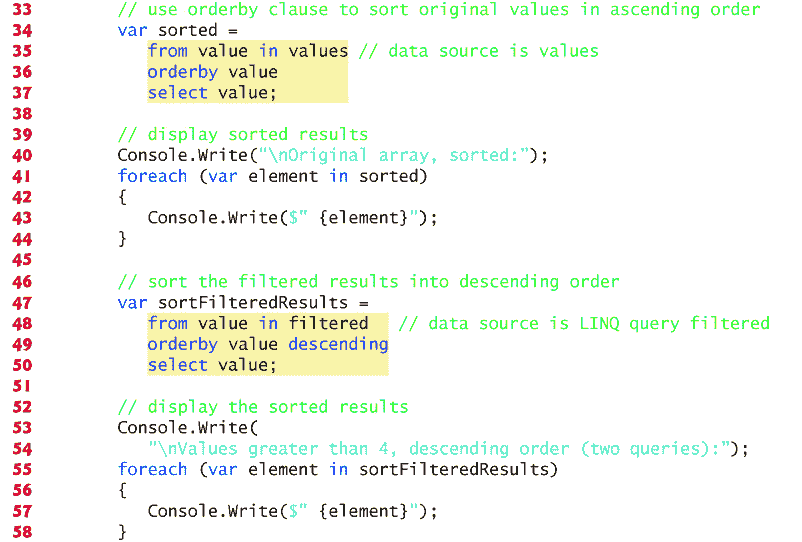 33 // use orderby clause to sort original values in ascending order
34 var sorted =
35 from value in values // data source is values
36 orderby value
37 select value;
38
39 // display sorted results
40 Console.Write("\nOriginal array, sorted:");
41 foreach (var element in sorted)
42 {
43 Console.Write($" {element}");
44 }
45
46 // sort the filtered results into descending order
47 var sortFilteredResults =
48 from value in filtered // data source is LINQ query filtered
49 orderby value descending
50 select value;
51
52 // display the sorted results
53 Console.Write(
54 "\nValues greater than 4, descending order (two queries):");
55 foreach (var element in sortFilteredResults)
56 {
57 Console.Write($" {element}");
58 }